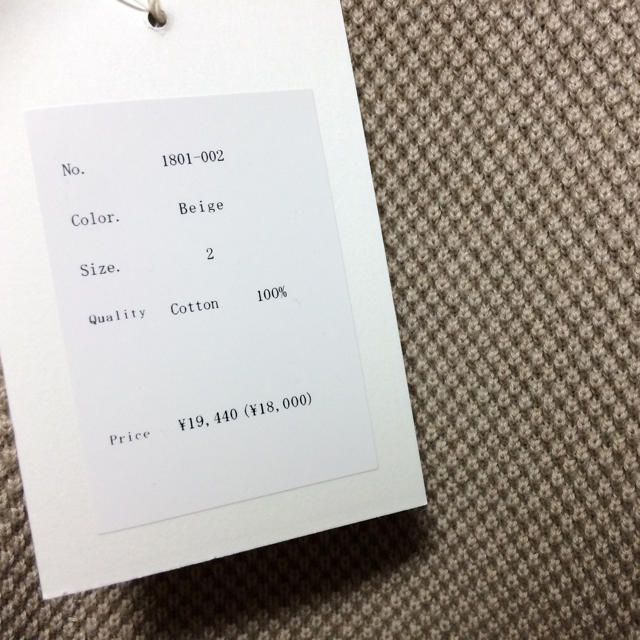 No. 1801-002
Color. Beige
Size. 2
Quality Cotton 100%
Price ¥19,440 (¥18,000)